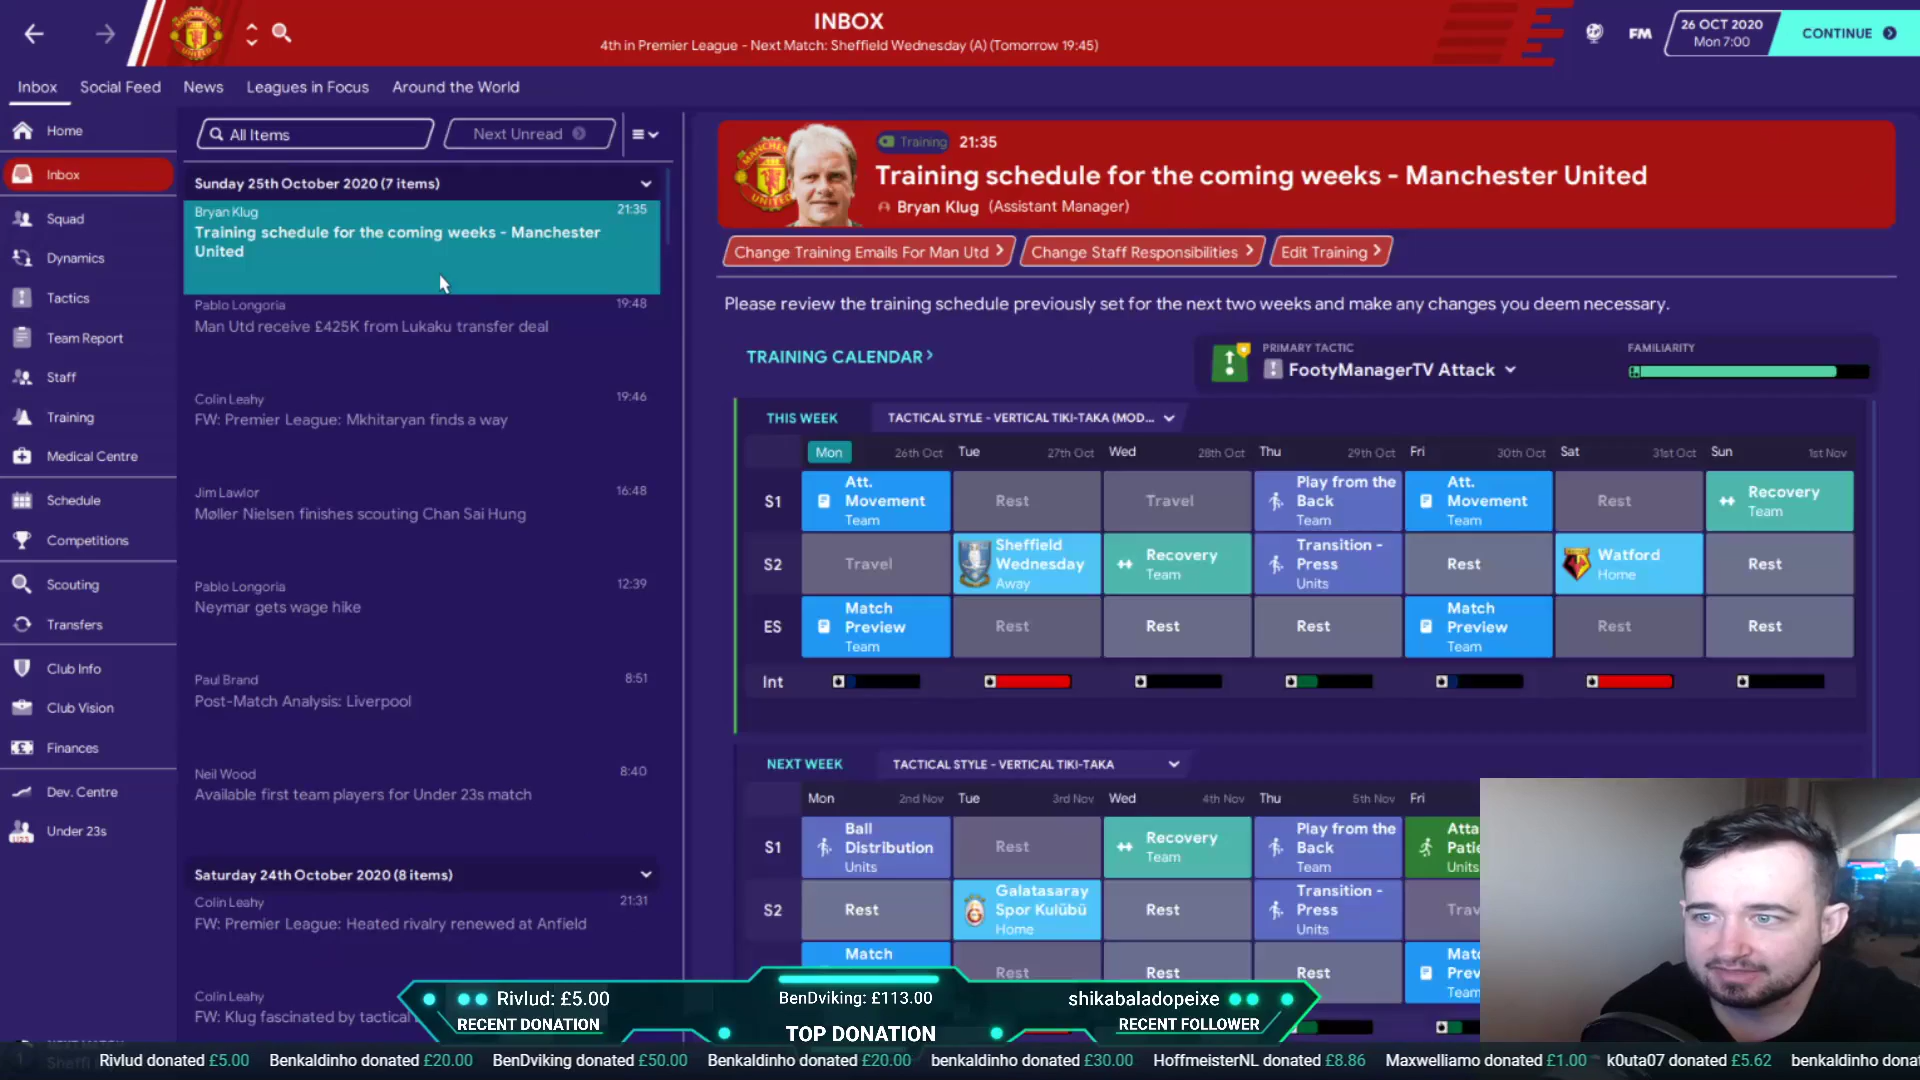 INBOX
4th in Premier League - Next Match: Sheffield Wednesday (A) (Tomorrow 19:45)
FM
26 OCT 2020
Mon 7:00
CONTINUE
Inbox
Social Feed
News
Leagues in Focus
Around the World
Home
Inbox
Squad
Dynamics
Tactics
Team Report
Staff
Training
Medical Centre
Schedule
Competitions
Scouting
Transfers
Club Info
Club Vision
Finances
Dev. Centre
Under 23s
All Items
Next Unread
Sunday 25th October 2020 (7 items)
Bryan Klug 21:35
Training schedule for the coming weeks - Manchester
United
Pablo Longoria 19:48
Man Utd receive £425K from Lukaku transfer deal
Colin Leahy 19:46
FW: Premier League: Mkhitaryan finds a way
Jim Lawlor 16:48
Møller Nielsen finishes scouting Chan Sai Hung
Pablo Longoria 12:39
Neymar gets wage hike
Paul Brand 8:51
Post-Match Analysis: Liverpool
Neil Wood 8:40
Available first team players for Under 23s match
Saturday 24th October 2020 (8 items)
Colin Leahy 21:31
FW: Premier League: Heated rivalry renewed at Anfield
Colin Leahy
FW: Klug fascinated by tactical
Training 21:35
Training schedule for the coming weeks - Manchester United
Bryan Klug (Assistant Manager)
Change Training Emails For Man Utd
Change Staff Responsibilities
Edit Training
Please review the training schedule previously set for the next two weeks and make any changes you deem necessary.
TRAINING CALENDAR
PRIMARY TACTIC
FootyManagerTV Attack
FAMILIARITY
THIS WEEK
TACTICAL STYLE - VERTICAL TIKI-TAKA (MOD...
Mon 26th Oct Tue 27th Oct Wed 28th Oct Thu 29th Oct Fri 30th Oct Sat 31st Oct Sun 1st Nov
S1
Att. Movement Team
Rest
Travel
Play from the Back Team
Att. Movement Team
Rest
Recovery Team
S2
Travel
Sheffield Wednesday Away
Recovery Team
Transition - Press Units
Rest
Watford Home
Rest
ES
Match Preview Team
Rest
Rest
Rest
Match Preview Team
Rest
Rest
Int
NEXT WEEK
TACTICAL STYLE - VERTICAL TIKI-TAKA
Mon 2nd Nov Tue 3rd Nov Wed 4th Nov Thu 5th Nov Fri
S1
Ball Distribution Units
Rest
Recovery Team
Play from the Back Team
Units
S2
Rest
Galatasaray Spor Kulübü Home
Rest
Transition - Press Units
Trav
Match
Rest
Rest
Rest
Team
Rivlud: £5.00
RECENT DONATION
BenDviking: £113.00
TOP DONATION
shikabaladopeixe
RECENT FOLLOWER
Rivlud donated £5.00 Benkaldinho donated £20.00 BenDviking donated £50.00 Benkaldinho donated £20.00 benkaldinho donated £30.00 HoffmeisterNL donated £8.86 Maxwelliamo donated £1.00 k0uta07 donated £5.62 benkaldinho